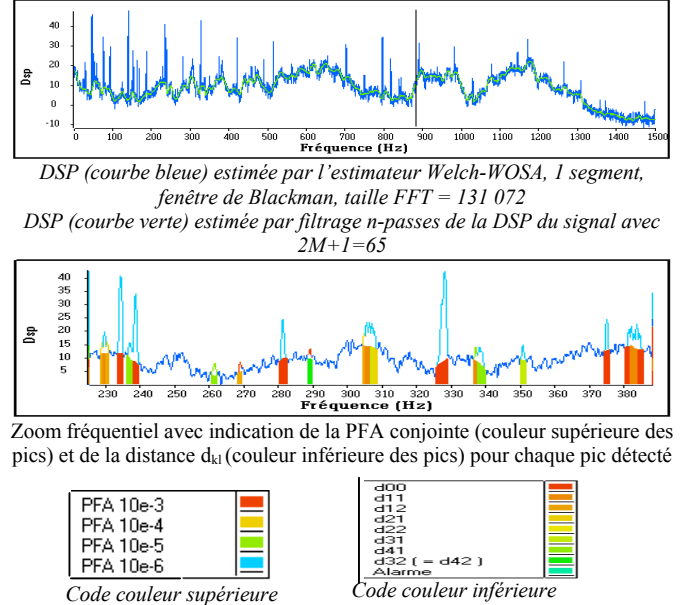 40
30
20
10
0
-10
Dsp
0 100 200 300 400 500 600 700 800 900 1000 1100 1200 1300 1400 1500
Fréquence (Hz)
DSP (courbe bleue) estimée par l'estimateur Welch-WOSA, 1 segment,
fenêtre de Blackman, taille FFT = 131 072
DSP (courbe verte) estimée par filtrage n-passes de la DSP du signal avec
2M+1=65
40
35
30
25
20
15
10
5
Dsp
230 240 250 260 270 280 290 300 310 320 330 340 350 360 370 380
Fréquence (Hz)
Zoom fréquentiel avec indication de la PFA conjointe (couleur supérieure des
pics) et de la distance dkl (couleur inférieure des pics) pour chaque pic détecté
PFA 10e-3
PFA 10e-4
PFA 10e-5
PFA 10e-6
Code couleur supérieure
d00
d11
d12
d21
d22
d31
d41
d32 ( = d42 )
Alarme
Code couleur inférieure